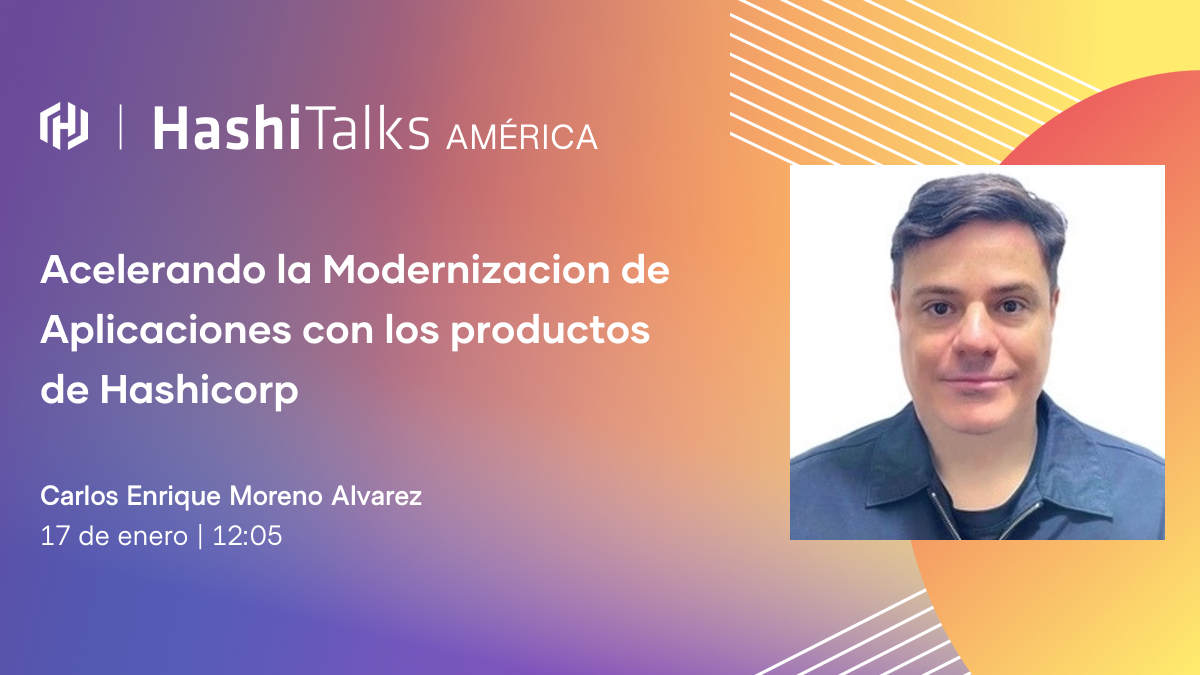 HashiTalks AMÉRICA
Acelerando la Modernizacion de
Aplicaciones con los productos
de Hashicorp
Carlos Enrique Moreno Alvarez
17 de enero | 12:05